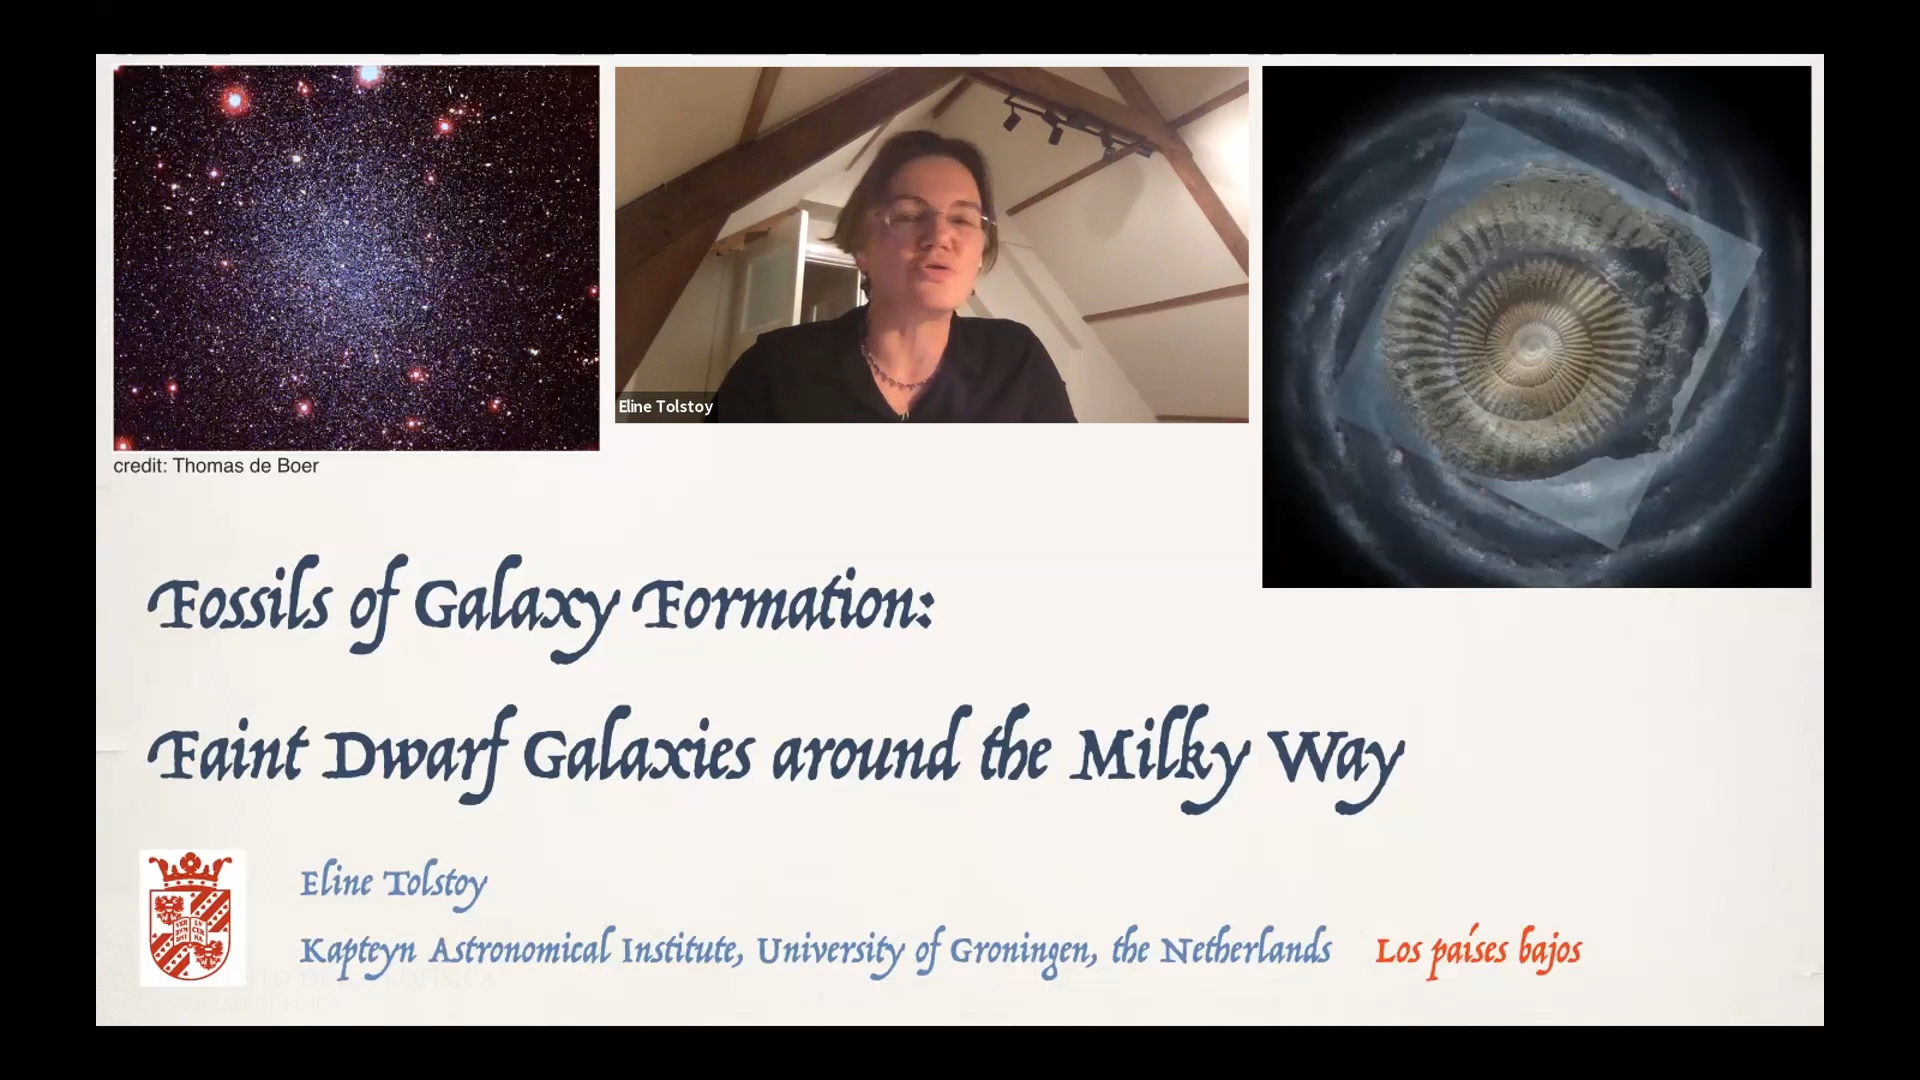 Eline Tolstoy
credit: Thomas de Boer
Fossils of Galaxy Formation:
Faint Dwarf Galaxies around the Milky Way
Eline Tolstoy
Kapteyn Astronomical Institute, University of Groningen, the Netherlands Los países bajos